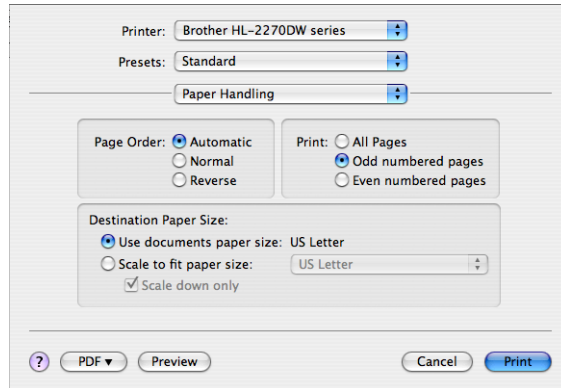 Printer: Brother HL-2270DW series
Presets: Standard
Paper Handling
Page Order: Automatic
Normal
Reverse
Print: All Pages
Odd numbered pages
Even numbered pages
Destination Paper Size:
Use documents paper size: US Letter
Scale to fit paper size: US Letter
Scale down only
? PDF ▼ Preview Cancel Print